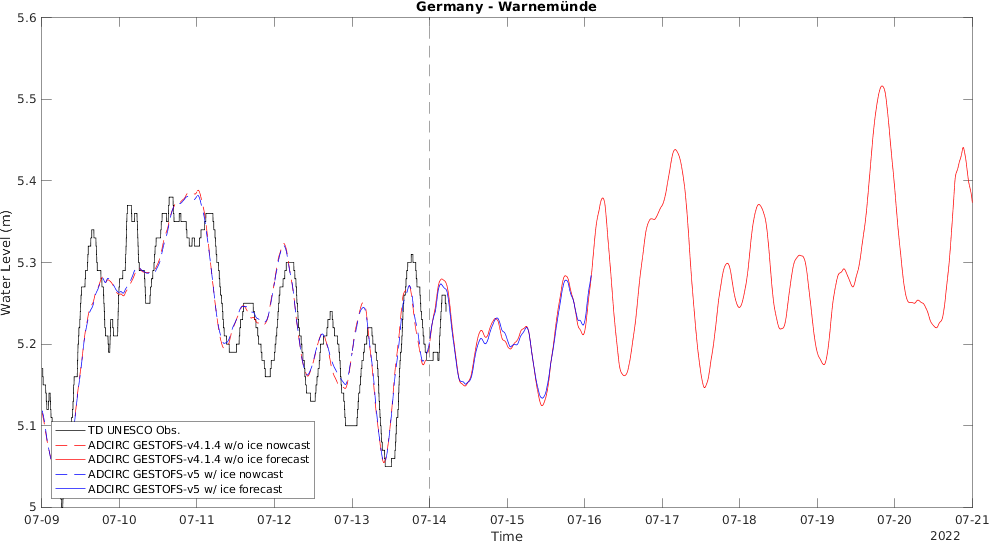 Germany - Warnemünde
5.6
5.5
5.4
5.3
5.2
5.1
5
Water Level (m)
TD UNESCO Obs.
ADCIRC GESTOFS-v4.1.4 w/o ice nowcast
ADCIRC GESTOFS-v4.1.4 w/o ice forecast
ADCIRC GESTOFS-v5 w/ ice nowcast
ADCIRC GESTOFS-v5 w/ ice forecast
07-09 07-10 07-11 07-12 07-13 07-14 07-15 07-16 07-17 07-18 07-19 07-20 07-21
Time
2022